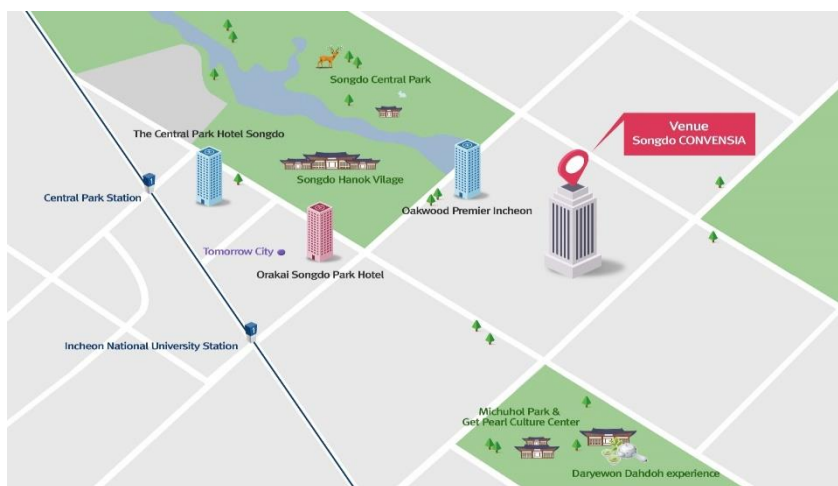 Songdo Central Park
Venue
Songdo CONVENSIA
The Central Park Hotel Songdo
Songdo Hanok Vilage
Central Park Station
Oakwood Premier Incheon
Tomorrow City
Orakai Songdo Park Hotel
Incheon National University Station
Michuhol Park &
Get Pearl Culture Center
Daryewon Dahdoh experience